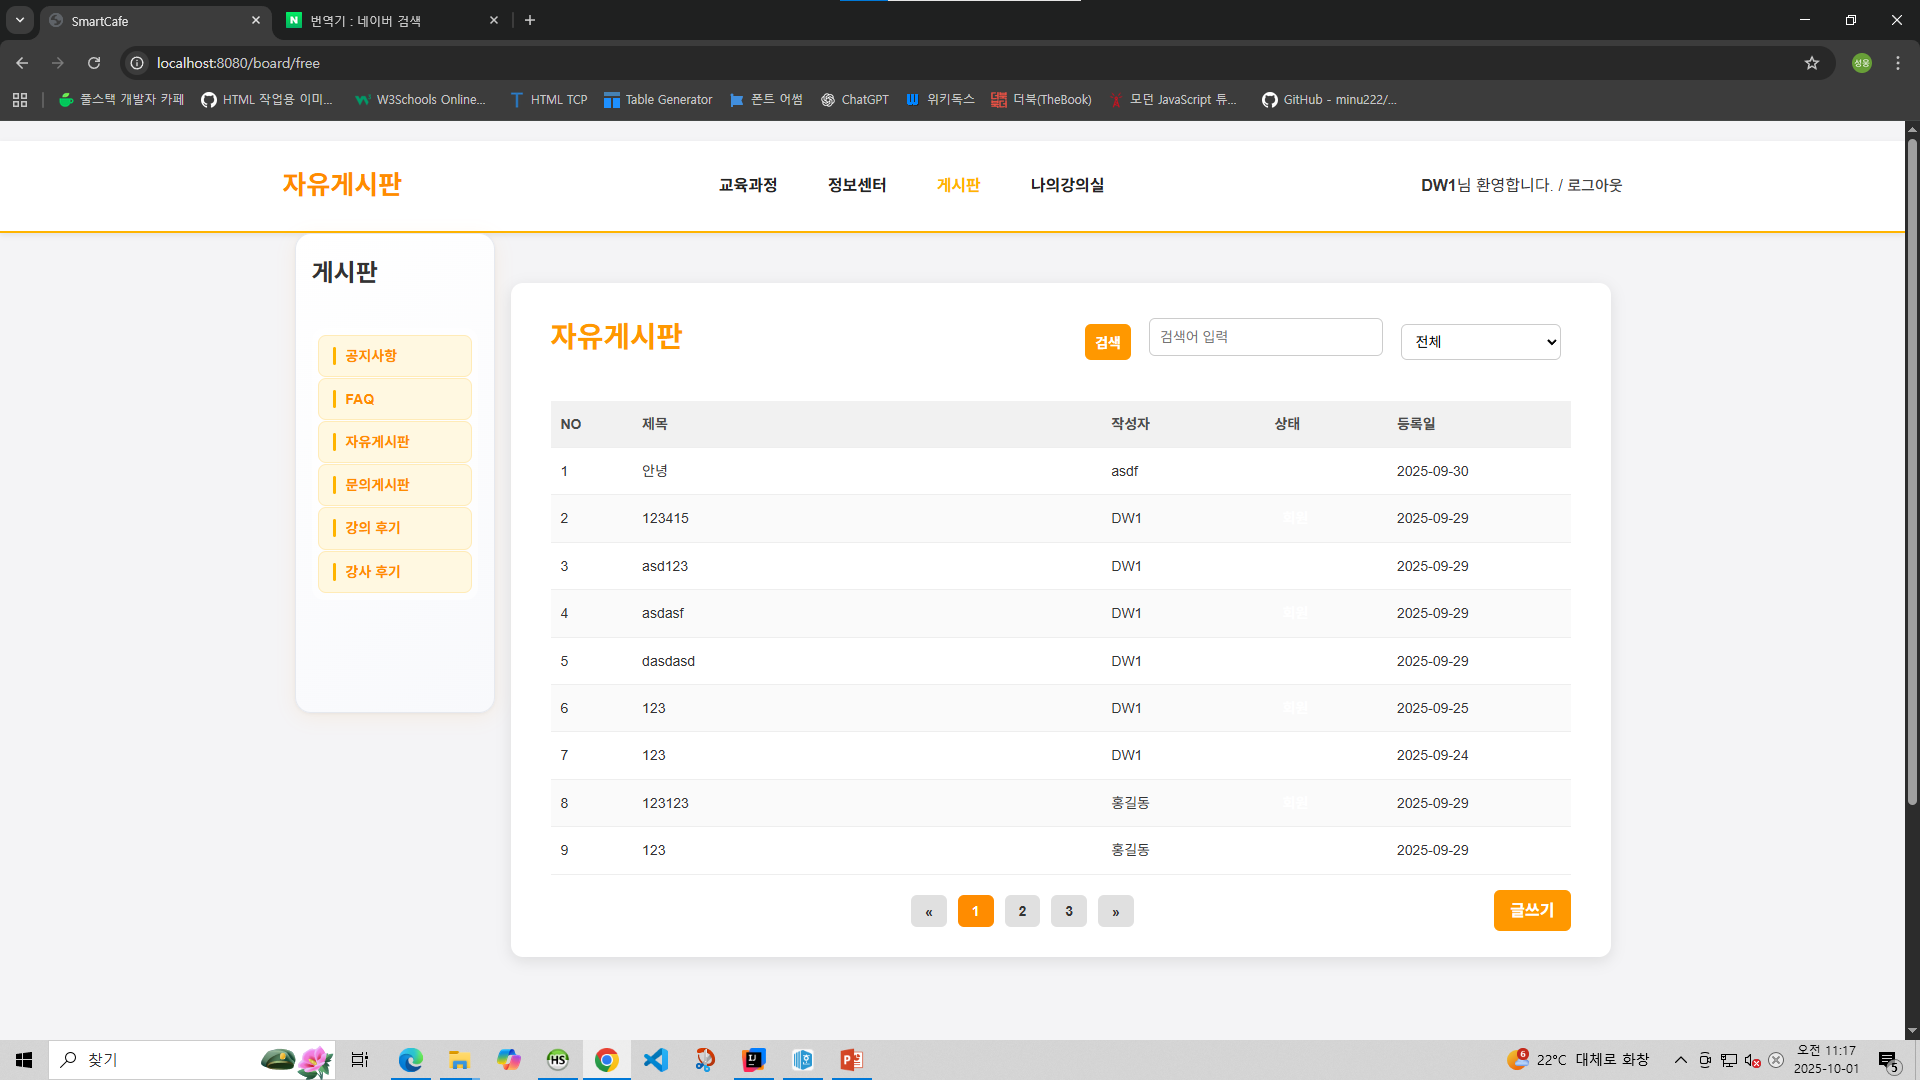 SmartCafe
번역기 : 네이버 검색
localhost:8080/board/free
성웅
풀스택 개발자 카페
HTML 작업용 이미...
W3Schools Online...
HTML TCP
Table Generator
폰트 어썸
ChatGPT
위키독스
더북(TheBook)
모던 JavaScript 튜...
GitHub - minu222/...
자유게시판
교육과정 정보센터 게시판 나의강의실
DW1님 환영합니다. / 로그아웃
게시판
공지사항
FAQ
자유게시판
문의게시판
강의 후기
강사 후기
자유게시판
검색 검색어 입력 전체
NO 제목 작성자 상태 등록일
1 안녕 asdf 2025-09-30
2 123415 DW1 2025-09-29
3 asd123 DW1 2025-09-29
4 asdasf DW1 2025-09-29
5 dasdasd DW1 2025-09-29
6 123 DW1 2025-09-25
7 123 DW1 2025-09-24
8 123123 홍길동 2025-09-29
9 123 홍길동 2025-09-29
« 1 2 3 »
글쓰기
찾기
HS
6
22°C 대체로 화창
오전 11:17
2025-10-01
5